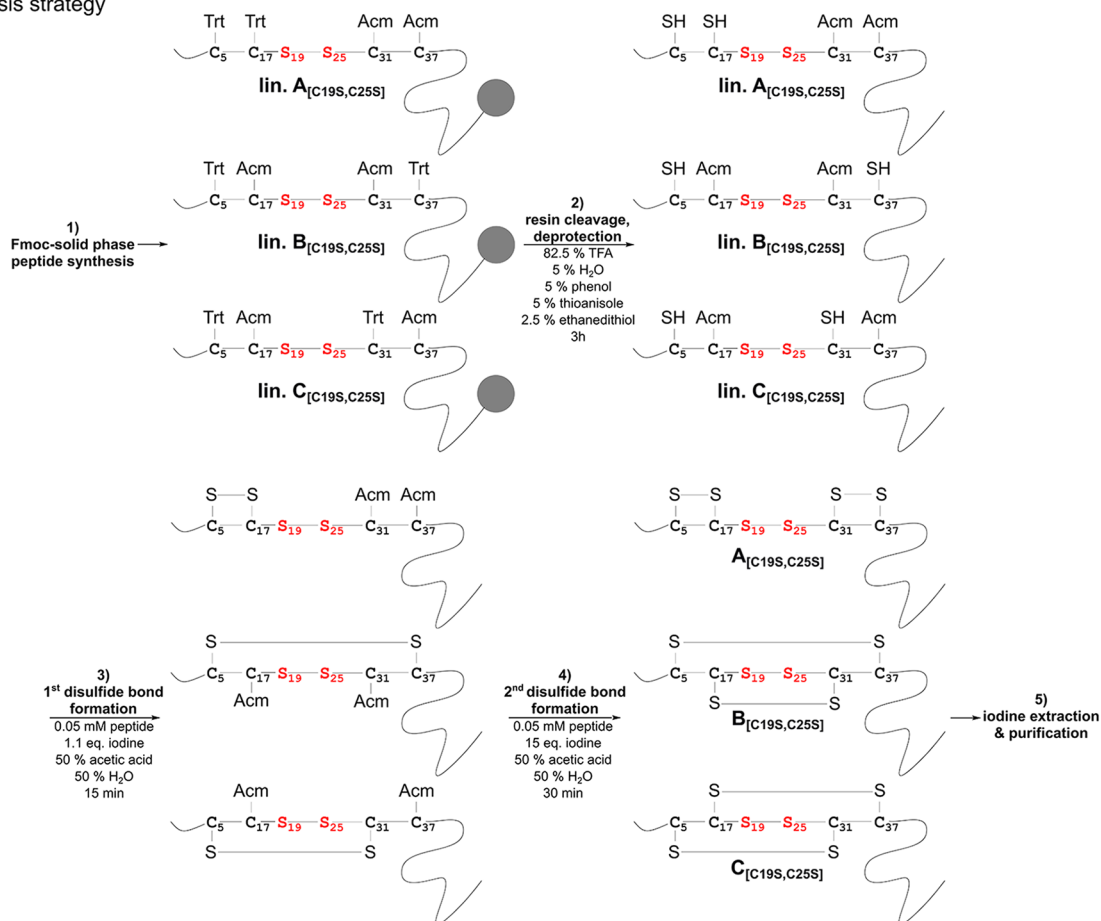 sis strategy
Trt Trt Acm Acm
C5 C17 S19 S25 C31 C37
lin. A[C19S,C25S]
SH SH Acm Acm
C5 C17 S19 S25 C31 C37
lin. A[C19S,C25S]
1)
Fmoc-solid phase
peptide synthesis
Trt Acm Acm Trt
C5 C17 S19 S25 C31 C37
lin. B[C19S,C25S]
2)
resin cleavage,
deprotection
82.5 % TFA
5 % H2O
5 % phenol
5 % thioanisole
2.5 % ethanedithiol
3h
SH Acm Acm SH
C5 C17 S19 S25 C31 C37
lin. B[C19S,C25S]
Trt Acm Trt Acm
C5 C17 S19 S25 C31 C37
lin. C[C19S,C25S]
SH Acm SH Acm
C5 C17 S19 S25 C31 C37
lin. C[C19S,C25S]
S S Acm Acm
C5 C17 S19 S25 C31 C37
S S S S
C5 C17 S19 S25 C31 C37
A[C19S,C25S]
3)
1st disulfide bond
formation
0.05 mM peptide
1.1 eq. iodine
50 % acetic acid
50 % H2O
15 min
S S
C5 C17 S19 S25 C31 C37
Acm Acm
4)
2nd disulfide bond
formation
0.05 mM peptide
15 eq. iodine
50 % acetic acid
50 % H2O
30 min
S S
C5 C17 S19 S25 C31 C37
S S
B[C19S,C25S]
5)
iodine extraction
& purification
Acm Acm
C5 C17 S19 S25 C31 C37
S S
S S
C5 C17 S19 S25 C31 C37
S S
C[C19S,C25S]